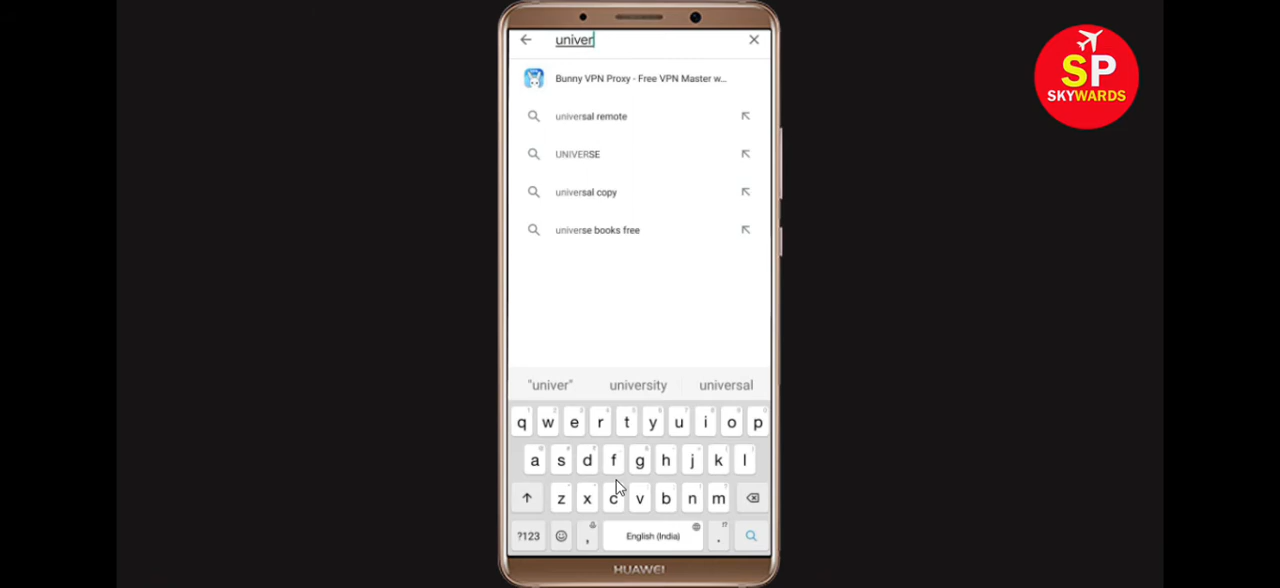 univer
Bunny VPN Proxy - Free VPN Master w...
universal remote
UNIVERSE
universal copy
universe books free
"univer" university universal
q w e r t y u i o p
a s d f g h j k l
z x c v b n m
?123 , English (India) .
HUAWEI
SP
SKYWARDS